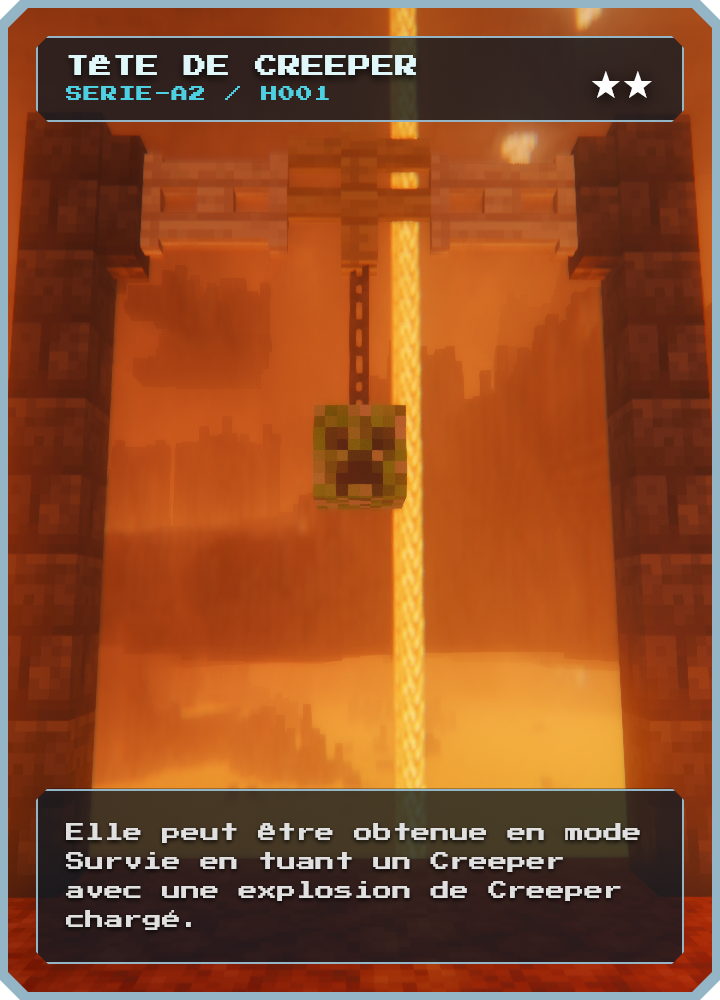 TêTE DE CREEPER
SERIE-A2 / H001
★★
Elle peut être obtenue en mode
Survie en tuant un Creeper
avec une explosion de Creeper
chargé.